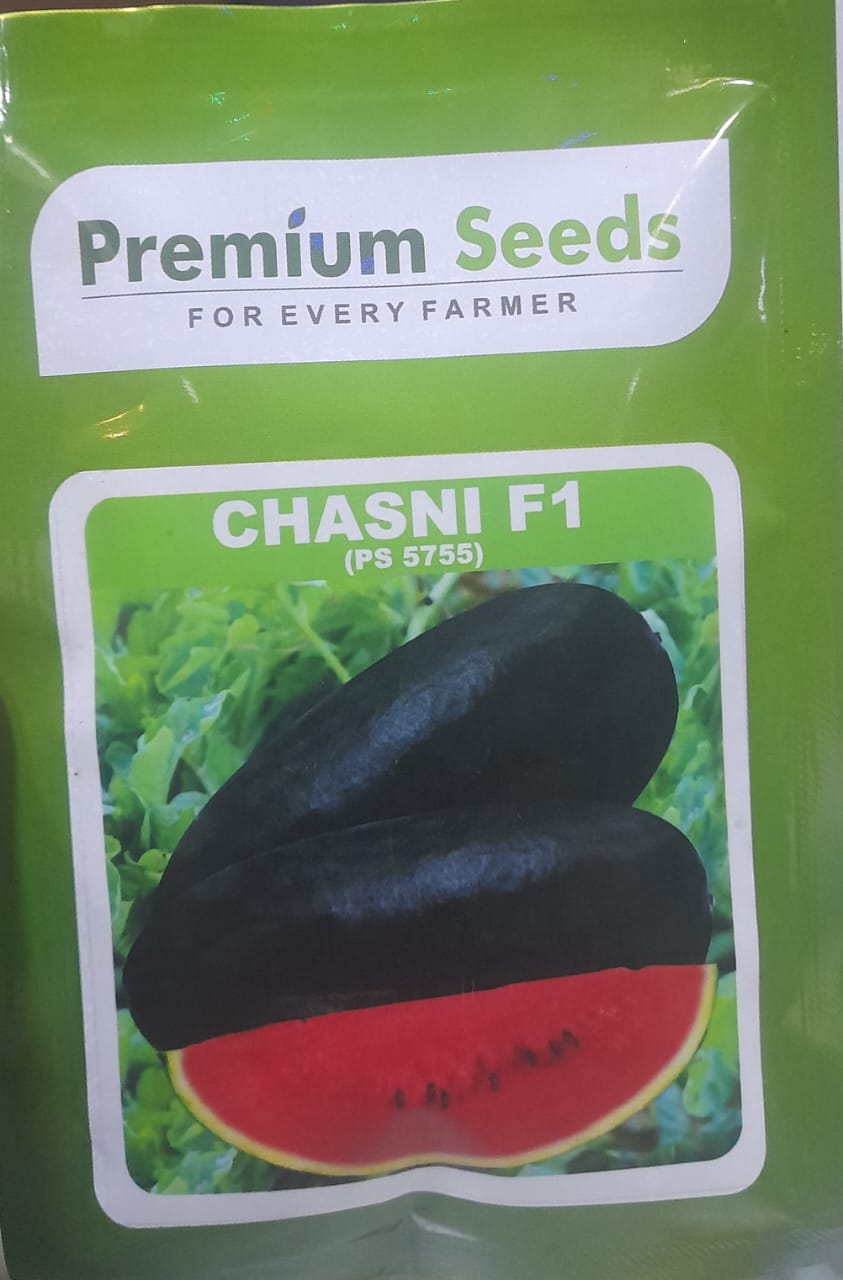 Premium Seeds
FOR EVERY FARMER
CHASNI F1
(PS 5755)